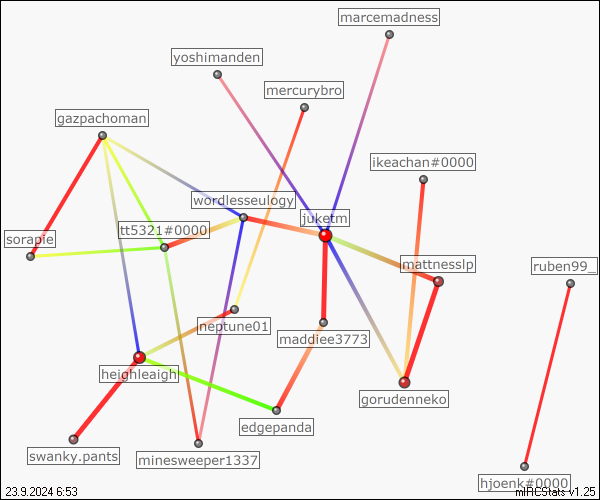 marcemadness
yoshimanden
mercurybro
gazpachoman
ikeachan#0000
wordlesseulogy
juketm
tt5321#0000
sorapie
mattnesslp
ruben99_
neptune01
maddiee3773
heighleaigh
gorudenneko
edgepanda
swanky.pants
minesweeper1337
hjoenk#0000
23.9.2024 6:53
mIRCStats v1.25